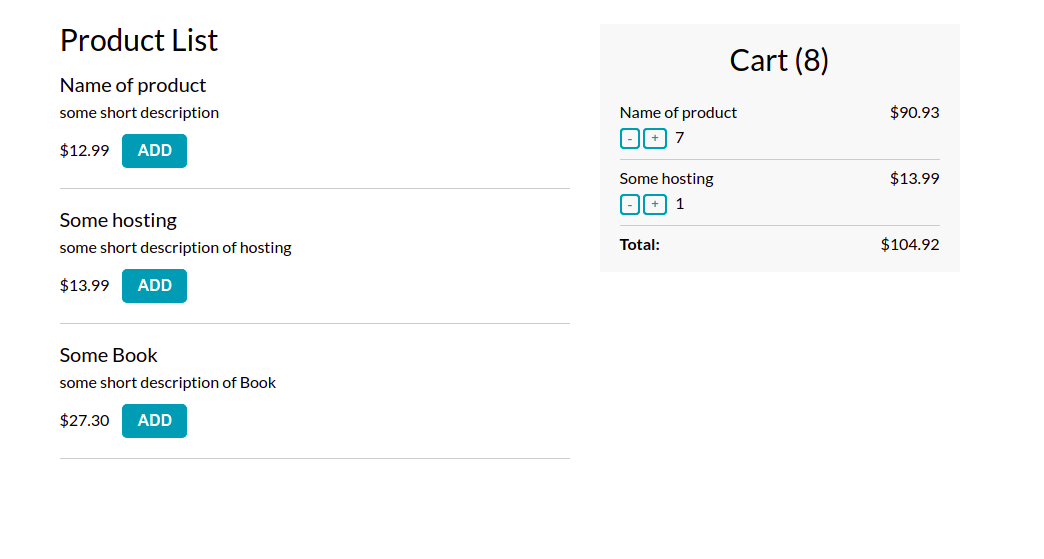 Product List
Name of product
some short description
$12.99 ADD
Some hosting
some short description of hosting
$13.99 ADD
Some Book
some short description of Book
$27.30 ADD
Cart (8)
Name of product $90.93
- + 7
Some hosting $13.99
- + 1
Total: $104.92